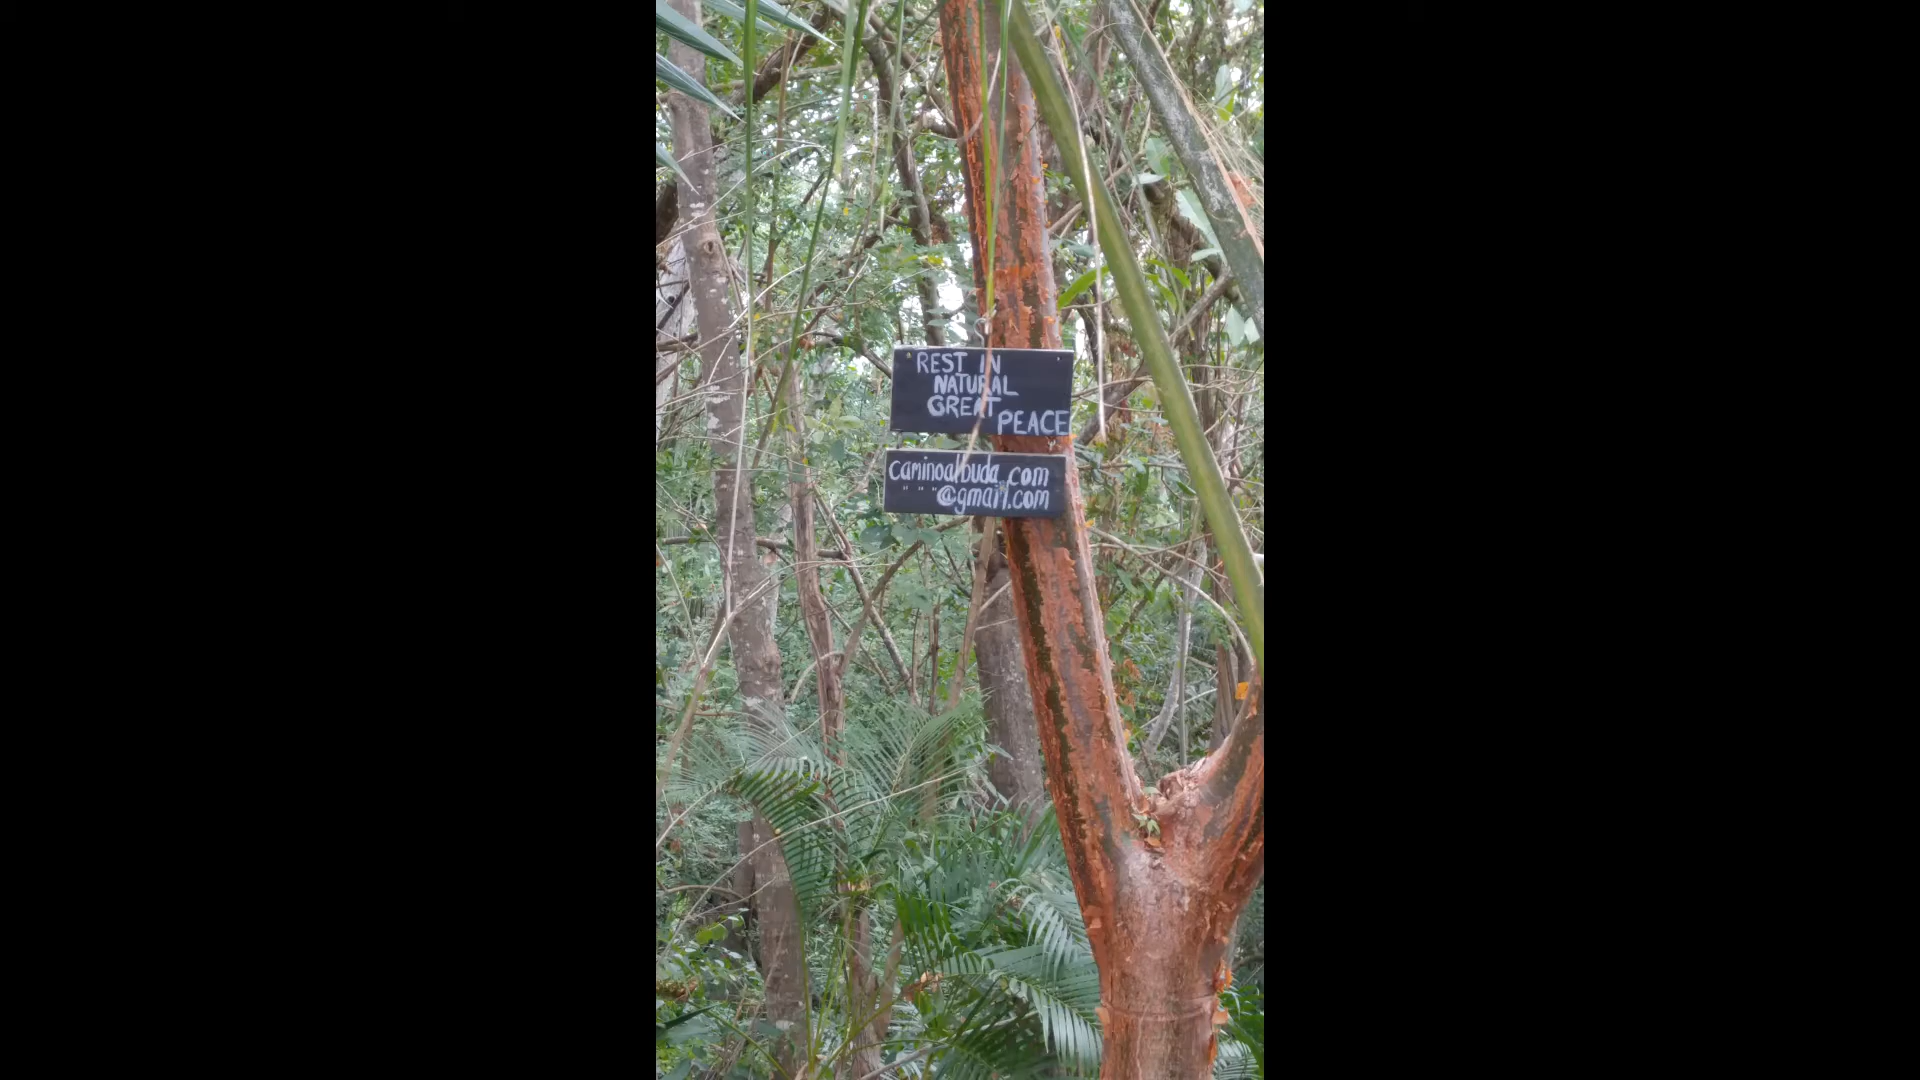 REST IN
NATURAL
GREAT
PEACE
caminoalbuda.com
" " "@gmail.com